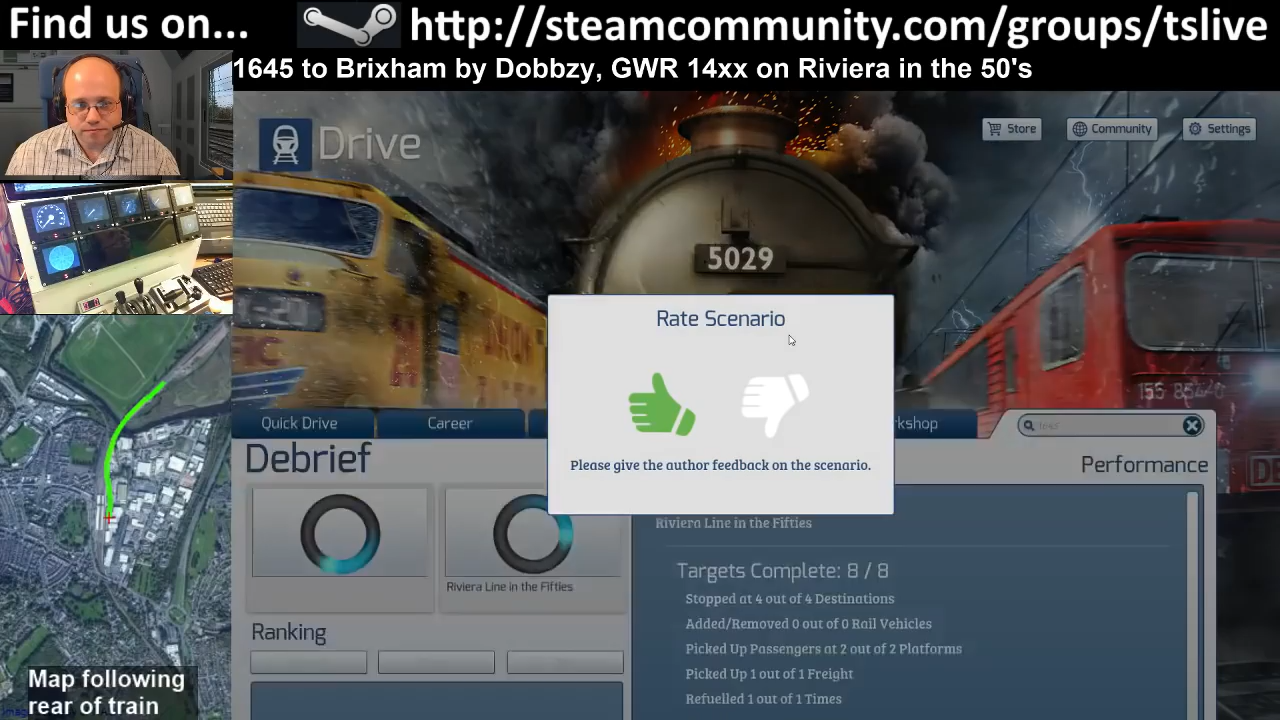 Find us on... http://steamcommunity.com/groups/tslive
1645 to Brixham by Dobbzy, GWR 14xx on Riviera in the 50's
Drive
Store
Community
Settings
5029
Rate Scenario
Please give the author feedback on the scenario.
Quick Drive
Career
kshop
1645
Debrief
Performance
Riviera Line in the Fifties
Riviera Line in the Fifties
Targets Complete: 8 / 8
Stopped at 4 out of 4 Destinations
Added/Removed 0 out of 0 Rail Vehicles
Picked Up Passengers at 2 out of 2 Platforms
Picked Up 1 out of 1 Freight
Refuelled 1 out of 1 Times
Ranking
Map following
rear of train